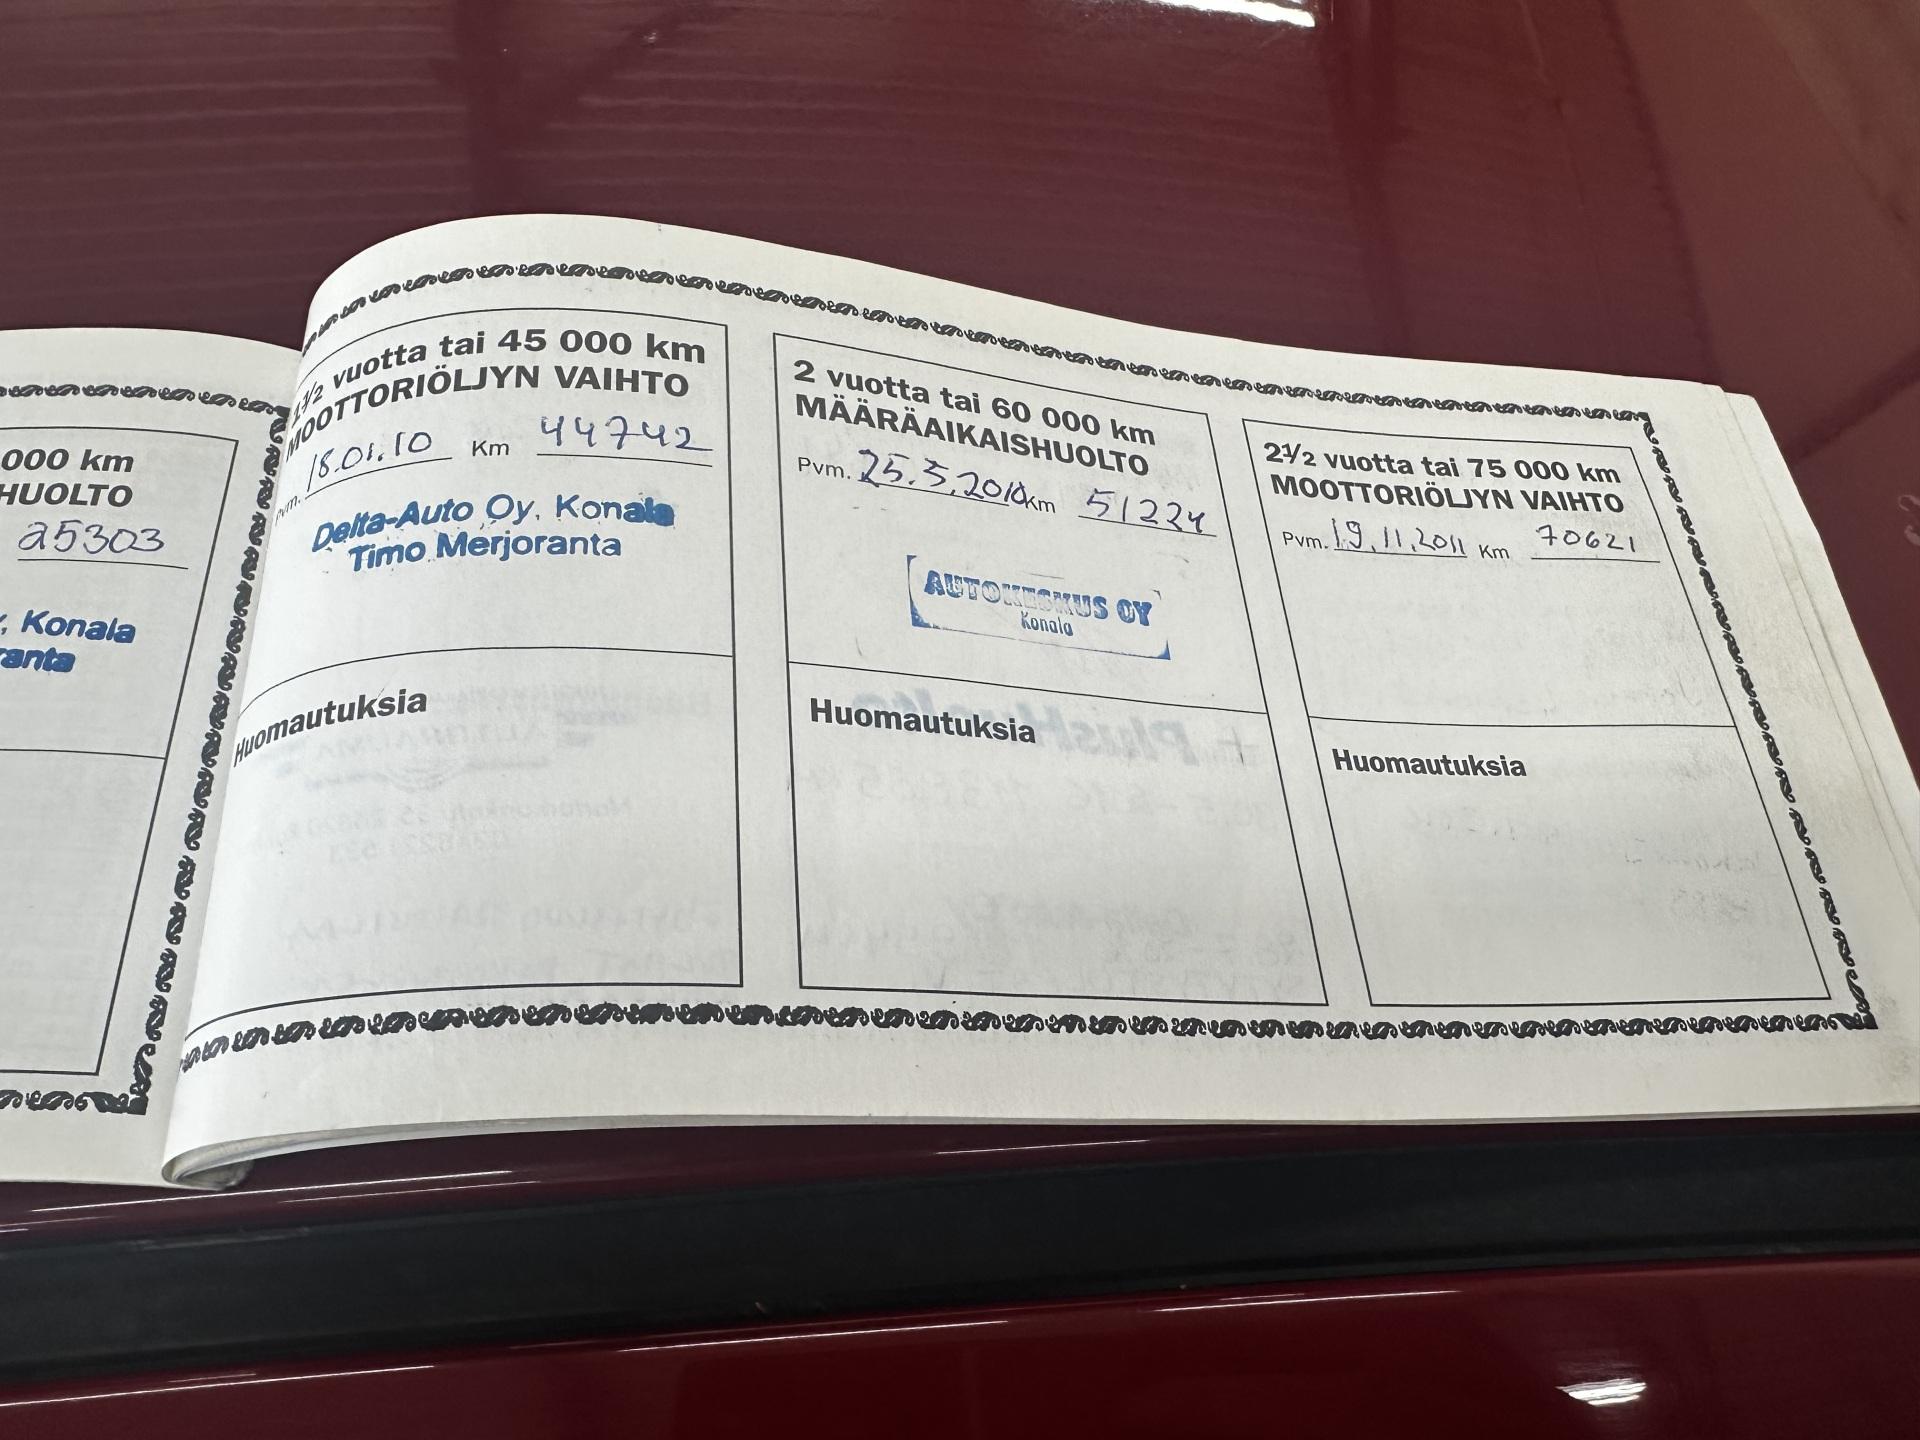 000 km
HUOLTO
25303
, Konala
ranta
1½ vuotta tai 45 000 km
MOOTTORIÖLJYN VAIHTO
Pvm. 18.01.10 Km 44742
Delta-Auto Oy, Konala
Timo Merjoranta
Huomautuksia
2 vuotta tai 60 000 km
MÄÄRÄAIKAISHUOLTO
Pvm. 25.5.2010 km 51224
AUTOKESKUS OY
Konala
Huomautuksia
2½ vuotta tai 75 000 km
MOOTTORIÖLJYN VAIHTO
Pvm. 19.11.2011 Km 70621
Huomautuksia